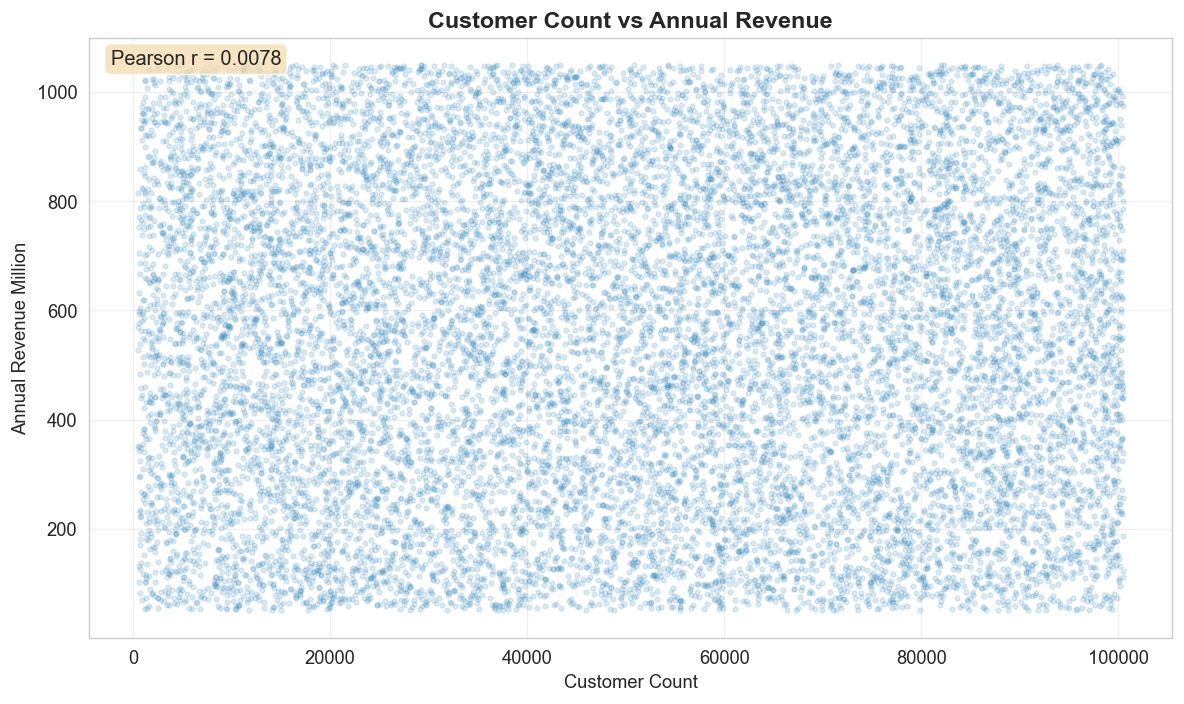 Customer Count vs Annual Revenue
Pearson r = 0.0078
1000
800
600
400
200
Annual Revenue Million
0 20000 40000 60000 80000 100000
Customer Count